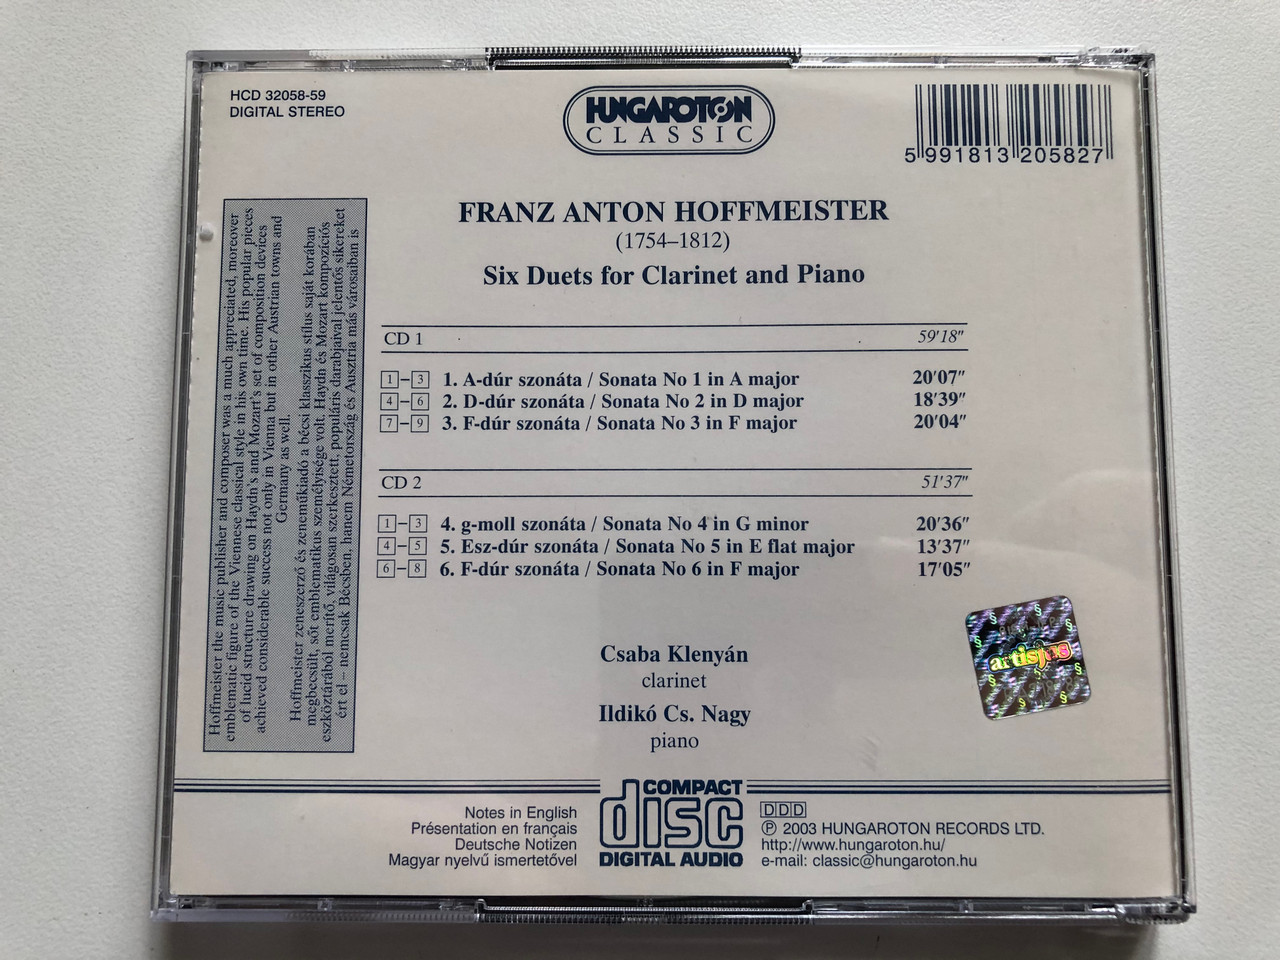 HCD 32058-59
DIGITAL STEREO
HUNGAROTON
CLASSIC
5 991813 205827
FRANZ ANTON HOFFMEISTER
(1754–1812)
Six Duets for Clarinet and Piano
CD 1 59'18"
1–3 1. A-dúr szonáta / Sonata No 1 in A major 20'07"
4–6 2. D-dúr szonáta / Sonata No 2 in D major 18'39"
7–9 3. F-dúr szonáta / Sonata No 3 in F major 20'04"
CD 2 51'37"
1–3 4. g-moll szonáta / Sonata No 4 in G minor 20'36"
4–5 5. Esz-dúr szonáta / Sonata No 5 in E flat major 13'37"
6–8 6. F-dúr szonáta / Sonata No 6 in F major 17'05"
Csaba Klenyán
clarinet
Ildikó Cs. Nagy
piano
Hoffmeister the music publisher and composer was a much appreciated, moreover
emblematic figure of the Viennese classical style in his own time. His popular pieces
of lucid structure drawing on Haydn's and Mozart's set of composition devices
achieved considerable success not only in Vienna but in other Austrian towns and
Germany as well.
Hoffmeister zeneszerző és zeneműkiadó a bécsi klasszikus stílus saját korában
megbecsült, sőt emblematikus személyisége volt. Haydn és Mozart kompozíciós
eszköztárából merítő, világosan szerkesztett, populáris darabjaival jelentős sikereket
ért el – nemcsak Bécsben, hanem Németország és Ausztria más városaiban is
artisjus
Notes in English
Présentation en français
Deutsche Notizen
Magyar nyelvű ismertetővel
COMPACT
disc
DIGITAL AUDIO
DDD
℗ 2003 HUNGAROTON RECORDS LTD.
http://www.hungaroton.hu/
e-mail: classic@hungaroton.hu